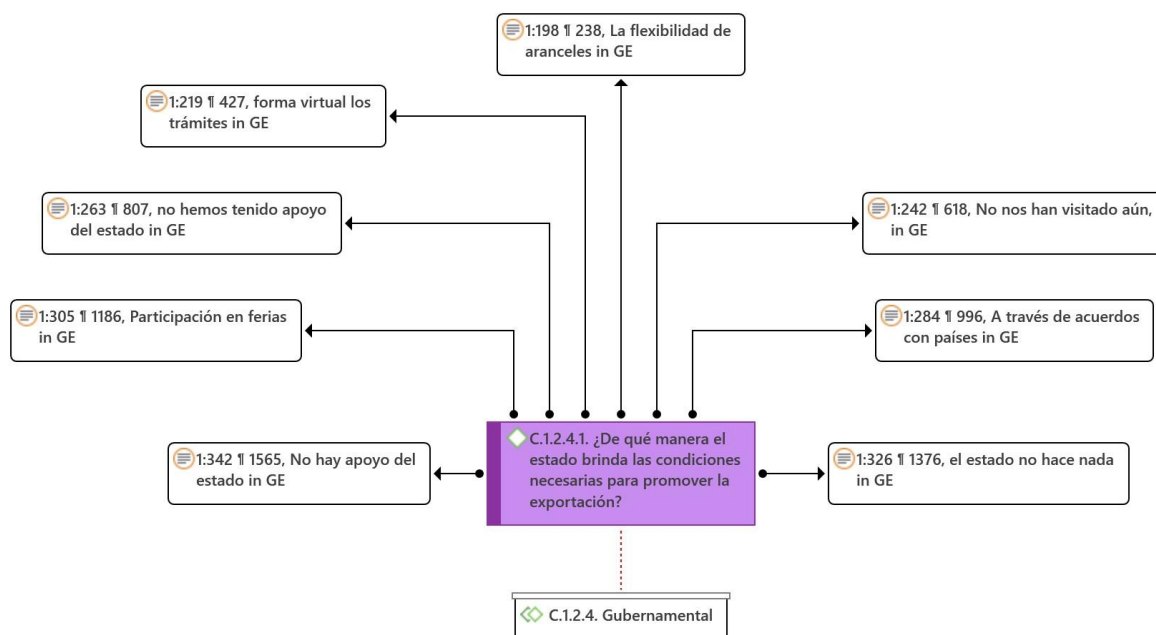 1:198 ¶ 238, La flexibilidad de
aranceles in GE
1:219 ¶ 427, forma virtual los
trámites in GE
1:263 ¶ 807, no hemos tenido apoyo
del estado in GE
1:242 ¶ 618, No nos han visitado aún,
in GE
1:305 ¶ 1186, Participación en ferias
in GE
1:284 ¶ 996, A través de acuerdos
con países in GE
C.1.2.4.1. ¿De qué manera el
estado brinda las condiciones
necesarias para promover la
exportación?
1:342 ¶ 1565, No hay apoyo del
estado in GE
1:326 ¶ 1376, el estado no hace nada
in GE
C.1.2.4. Gubernamental